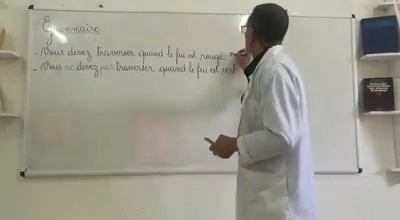 Grammaire
- Vous devez traverser quand le feu est rouge.
- Vous ne devez pas traverser quand le feu est vert